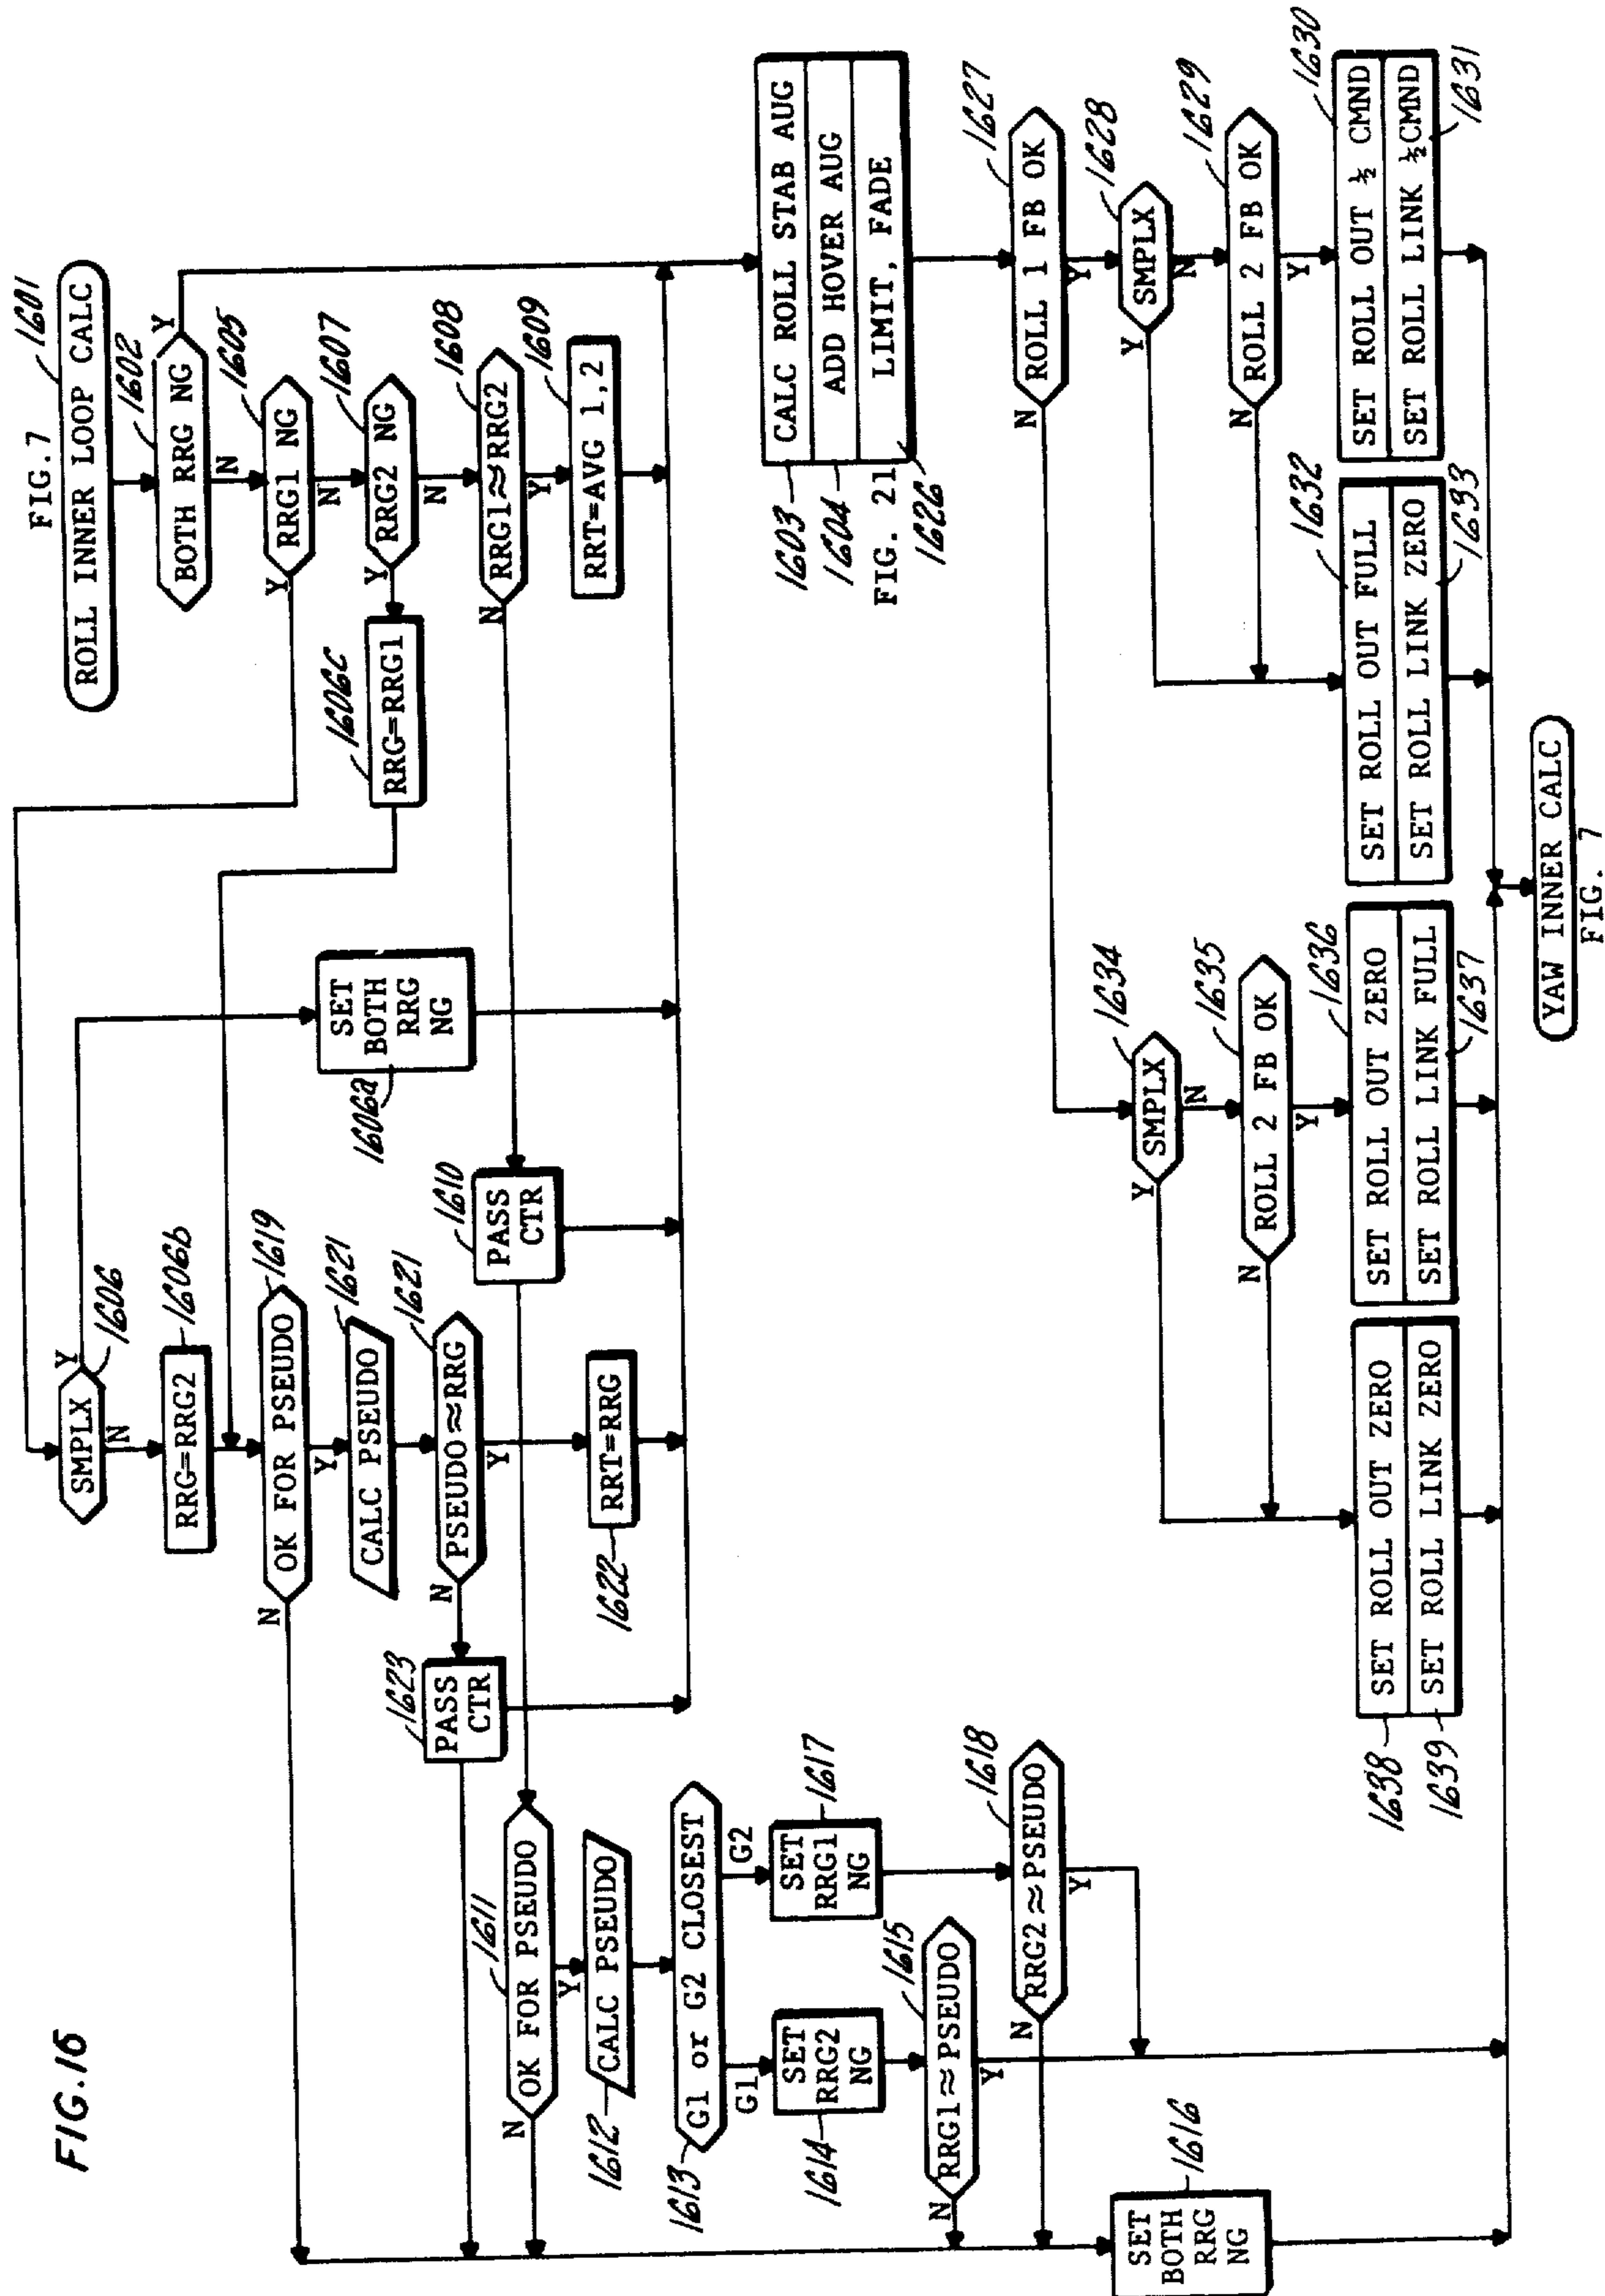 FIG.16
FIG.7
1601
ROLL INNER LOOP CALC
1602
BOTH RRG NG
Y
N
1605
RRG1 NG
Y
N
1607
RRG2 NG
Y
N
1606C
RRG=RRG1
1608
RRG1≈RRG2
N
Y
1609
RRT=AVG 1,2
SMPLX
Y
1606
N
RRG=RRG2
1606b
SET
BOTH
RRG
NG
1606a
OK FOR PSEUDO
1619
N
Y
CALC PSEUDO
1621
PSEUDO≈RRG
1621
N
Y
1623
PASS
CTR
RRT=RRG
1622
1610
PASS
CTR
1611
OK FOR PSEUDO
N
Y
1612
CALC PSEUDO
1613
G1 or G2 CLOSEST
G1
G2
1614
SET
RRG2
NG
SET
RRG1
NG
1617
1615
RRG1≈PSEUDO
N
Y
1618
RRG2≈PSEUDO
N
Y
SET
BOTH
RRG
NG
1616
1603
CALC ROLL STAB AUG
1604
ADD HOVER AUG
FIG. 21
LIMIT, FADE
1626
1627
ROLL 1 FB OK
N
Y
1628
SMPLX
Y
N
1629
ROLL 2 FB OK
N
Y
1630
SET ROLL OUT ½ CMND
SET ROLL LINK ½ CMND
1631
1632
SET ROLL OUT FULL
SET ROLL LINK ZERO
1633
1634
SMPLX
Y
N
1635
ROLL 2 FB OK
N
Y
1636
SET ROLL OUT ZERO
SET ROLL LINK FULL
1637
1638
SET ROLL OUT ZERO
1639
SET ROLL LINK ZERO
YAW INNER CALC
FIG. 7